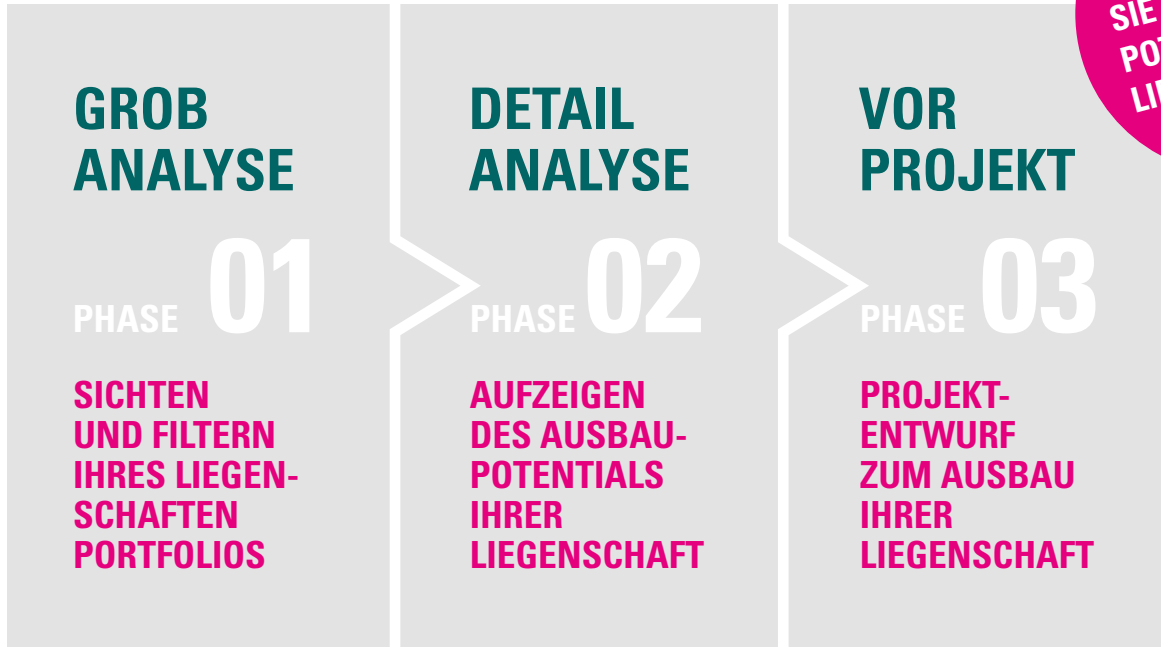 GROB
ANALYSE
PHASE 01
SICHTEN
UND FILTERN
IHRES LIEGEN-
SCHAFTEN
PORTFOLIOS
DETAIL
ANALYSE
PHASE 02
AUFZEIGEN
DES AUSBAU-
POTENTIALS
IHRER
LIEGENSCHAFT
VOR
PROJEKT
PHASE 03
PROJEKT-
ENTWURF
ZUM AUSBAU
IHRER
LIEGENSCHAFT
SIE